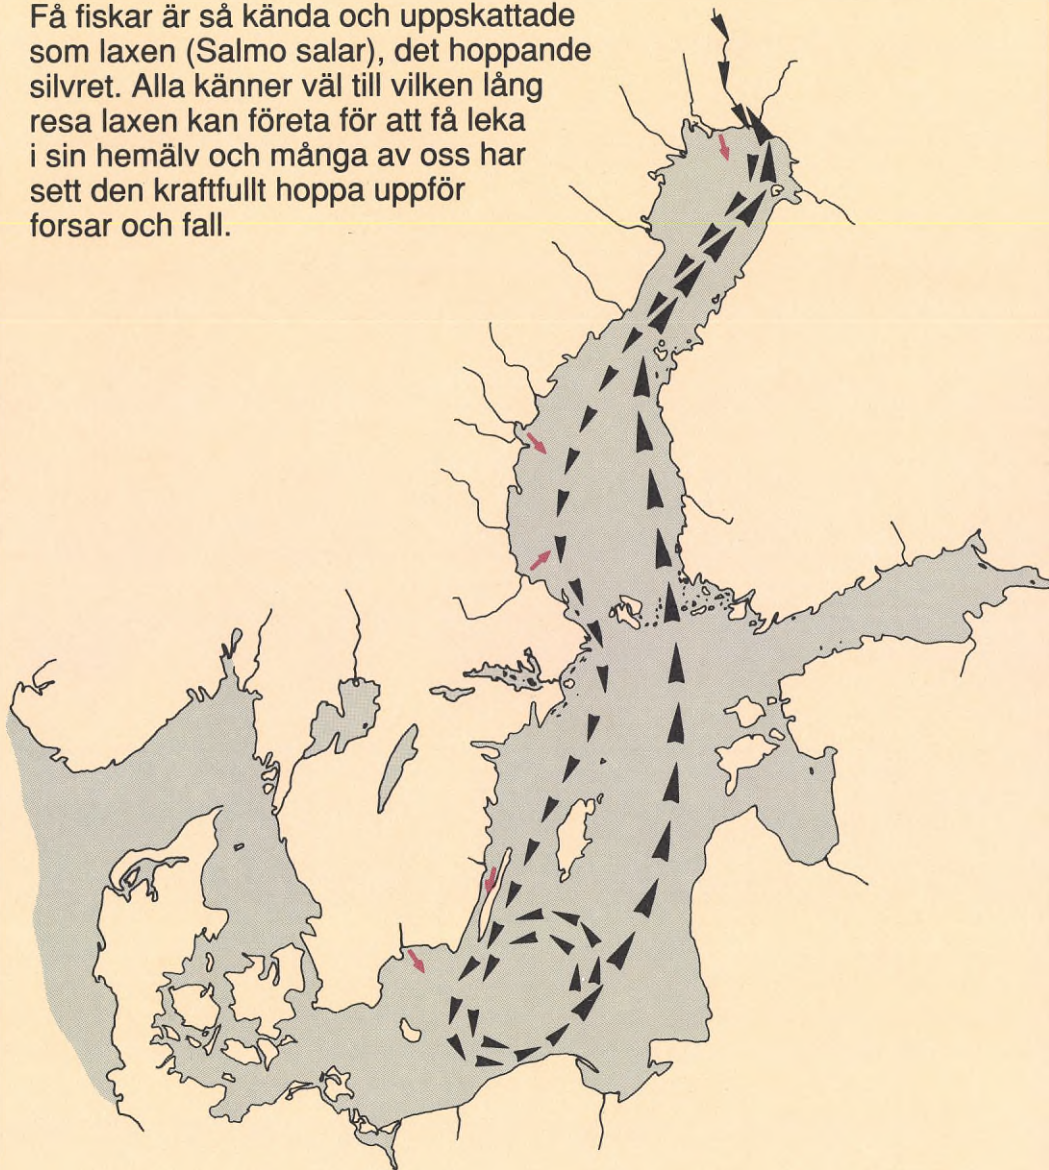 Få fiskar är så kända och uppskattade
som laxen (Salmo salar), det hoppande
silvret. Alla känner väl till vilken lång
resa laxen kan företa för att få leka
i sin hemälv och många av oss har
sett den kraftfullt hoppa uppför
forsar och fall.